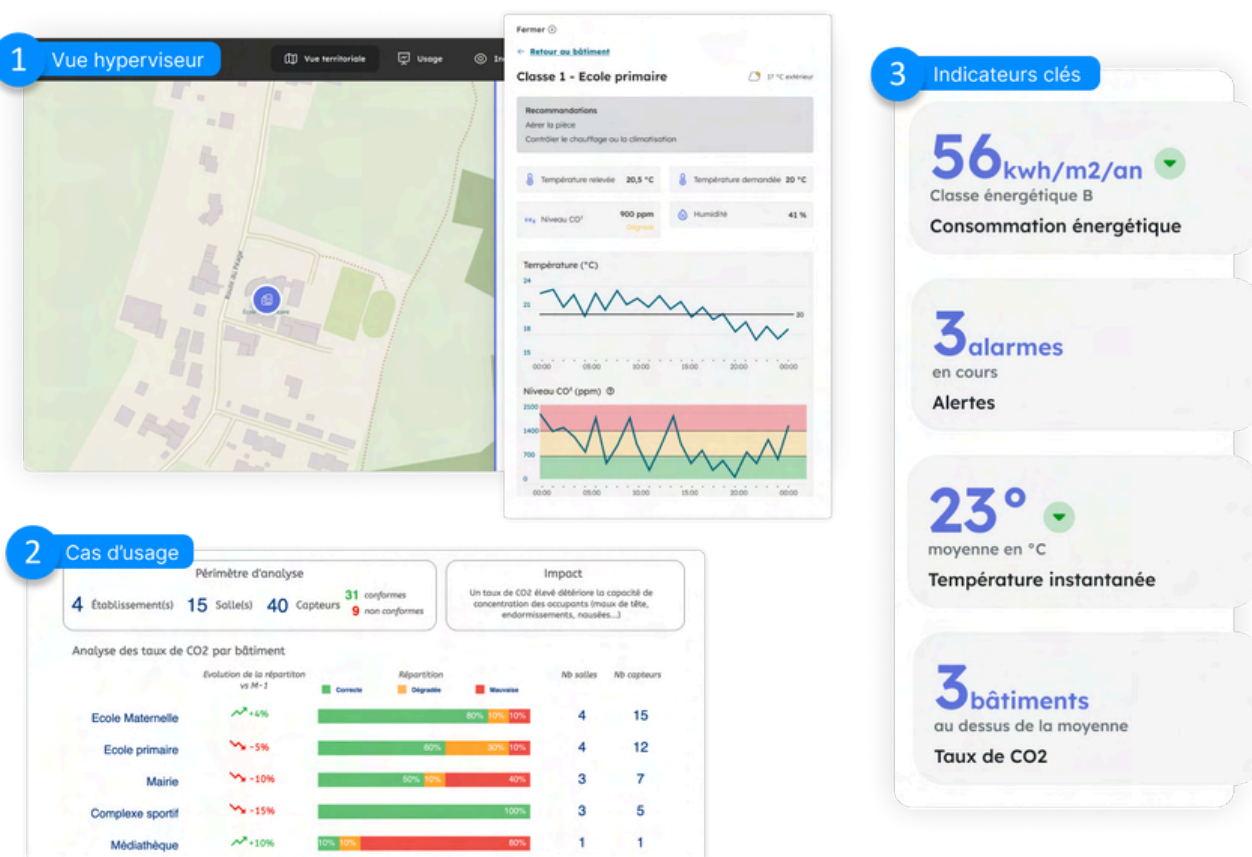 1 Vue hyperviseur
Vue territoriale
Usage
Fermer
← Retour au bâtiment
Classe 1 - Ecole primaire
17 °C extérieur
Recommandations
Aérer la pièce
Contrôler le chauffage ou la climatisation
Température relevée 20,5 °C
Température demandée 20 °C
Niveau CO² 900 ppm
Dégradé
Humidité 41 %
Température (°C)
24
21
18
15
20
00:00 05:00 10:00 15:00 20:00 00:00
Niveau CO² (ppm)
2100
1400
700
0
00:00 05:00 10:00 15:00 20:00 00:00
Route du Péage
2 Cas d'usage
Périmètre d'analyse
4 Établissement(s) 15 Salle(s) 40 Capteurs 31 conformes
9 non conformes
Impact
Un taux de CO2 élevé détériore la capacité de
concentration des occupants (maux de tête,
endormissements, nausées...)
Analyse des taux de CO2 par bâtiment
Evolution de la répartiton
vs M-1
Répartition
Correcte Dégradée Mauvaise
Nb salles Nb capteurs
Ecole Maternelle +4% 80% 10% 10% 4 15
Ecole primaire -5% 60% 30% 10% 4 12
Mairie -10% 50% 10% 40% 3 7
Complexe sportif -15% 100% 3 5
Médiathèque +10% 10% 10% 80% 1 1
3 Indicateurs clés
56 kwh/m2/an
Classe énergétique B
Consommation énergétique
3 alarmes
en cours
Alertes
23°
moyenne en °C
Température instantanée
3 bâtiments
au dessus de la moyenne
Taux de CO2